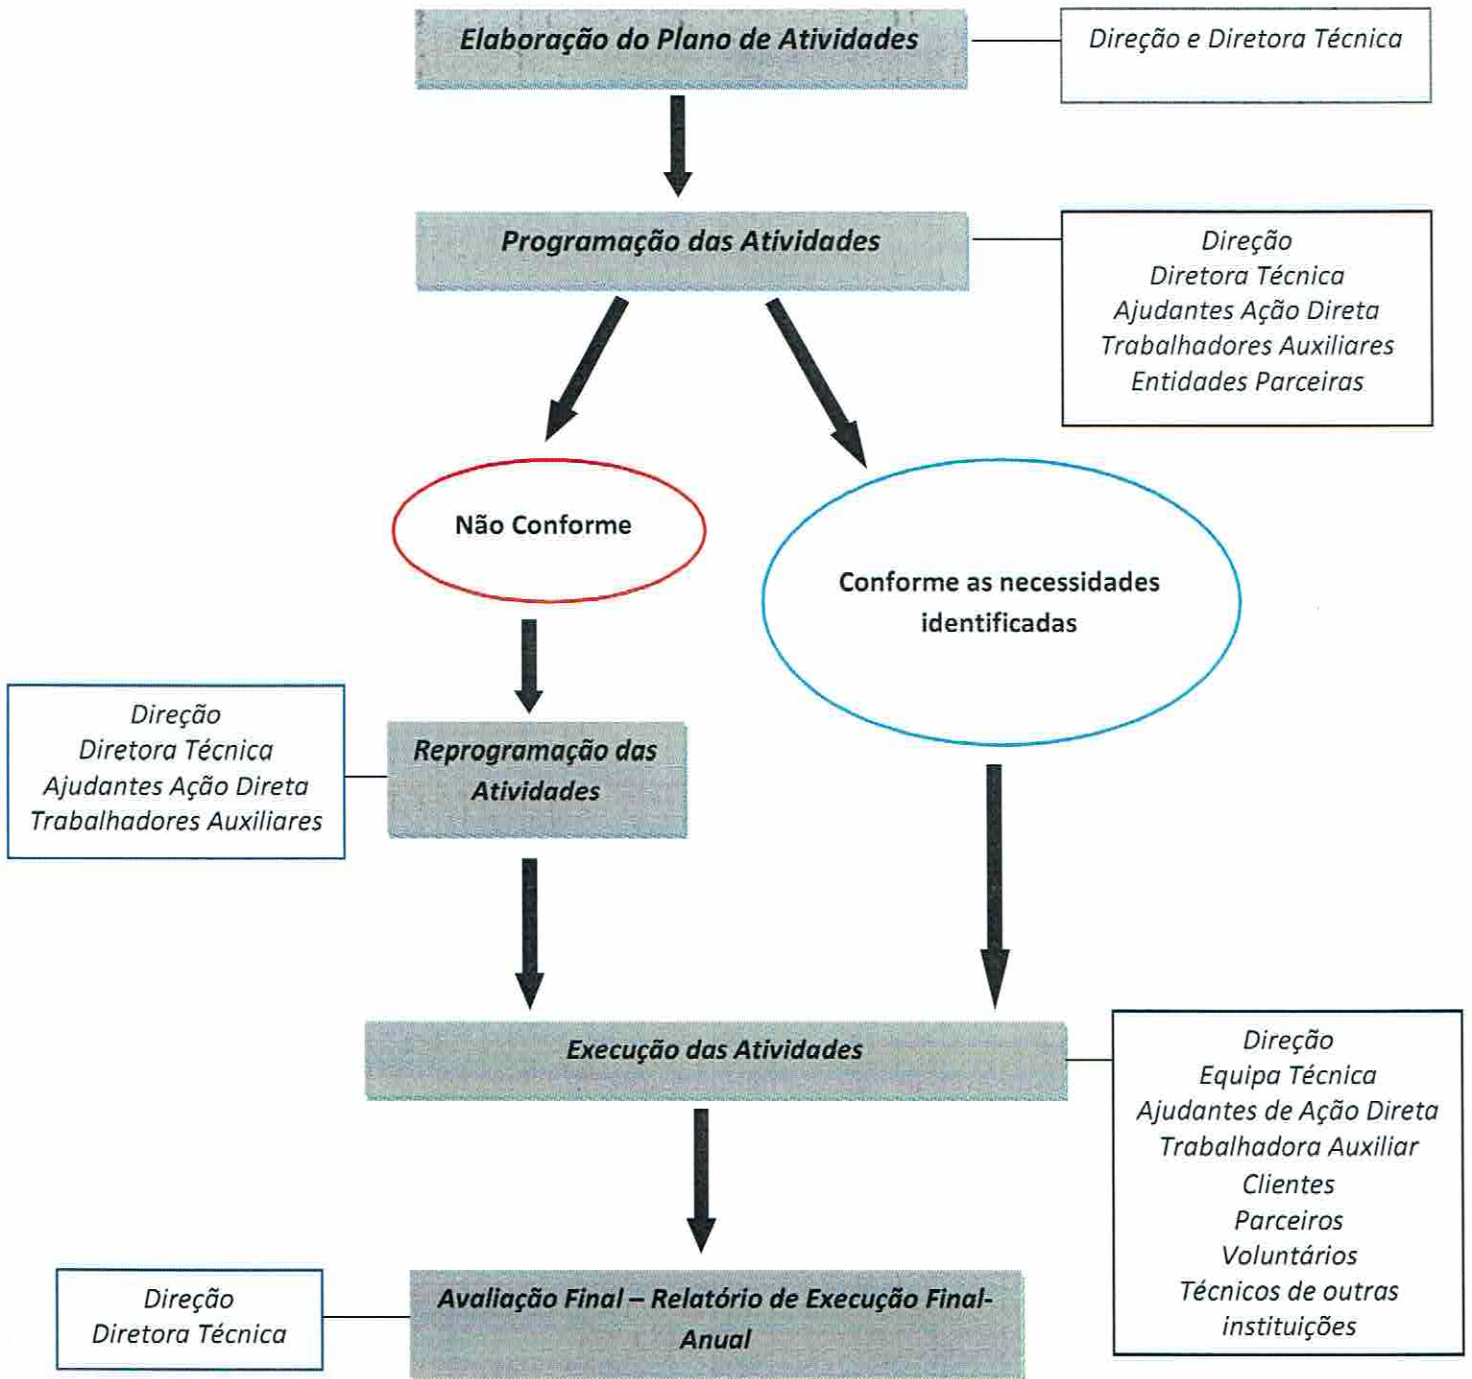 Elaboração do Plano de Atividades
Direção e Diretora Técnica
Programação das Atividades
Direção
Diretora Técnica
Ajudantes Ação Direta
Trabalhadores Auxiliares
Entidades Parceiras
Não Conforme
Conforme as necessidades
identificadas
Direção
Diretora Técnica
Ajudantes Ação Direta
Trabalhadores Auxiliares
Reprogramação das
Atividades
Execução das Atividades
Direção
Equipa Técnica
Ajudantes de Ação Direta
Trabalhadora Auxiliar
Clientes
Parceiros
Voluntários
Técnicos de outras
instituições
Direção
Diretora Técnica
Avaliação Final – Relatório de Execução Final-
Anual